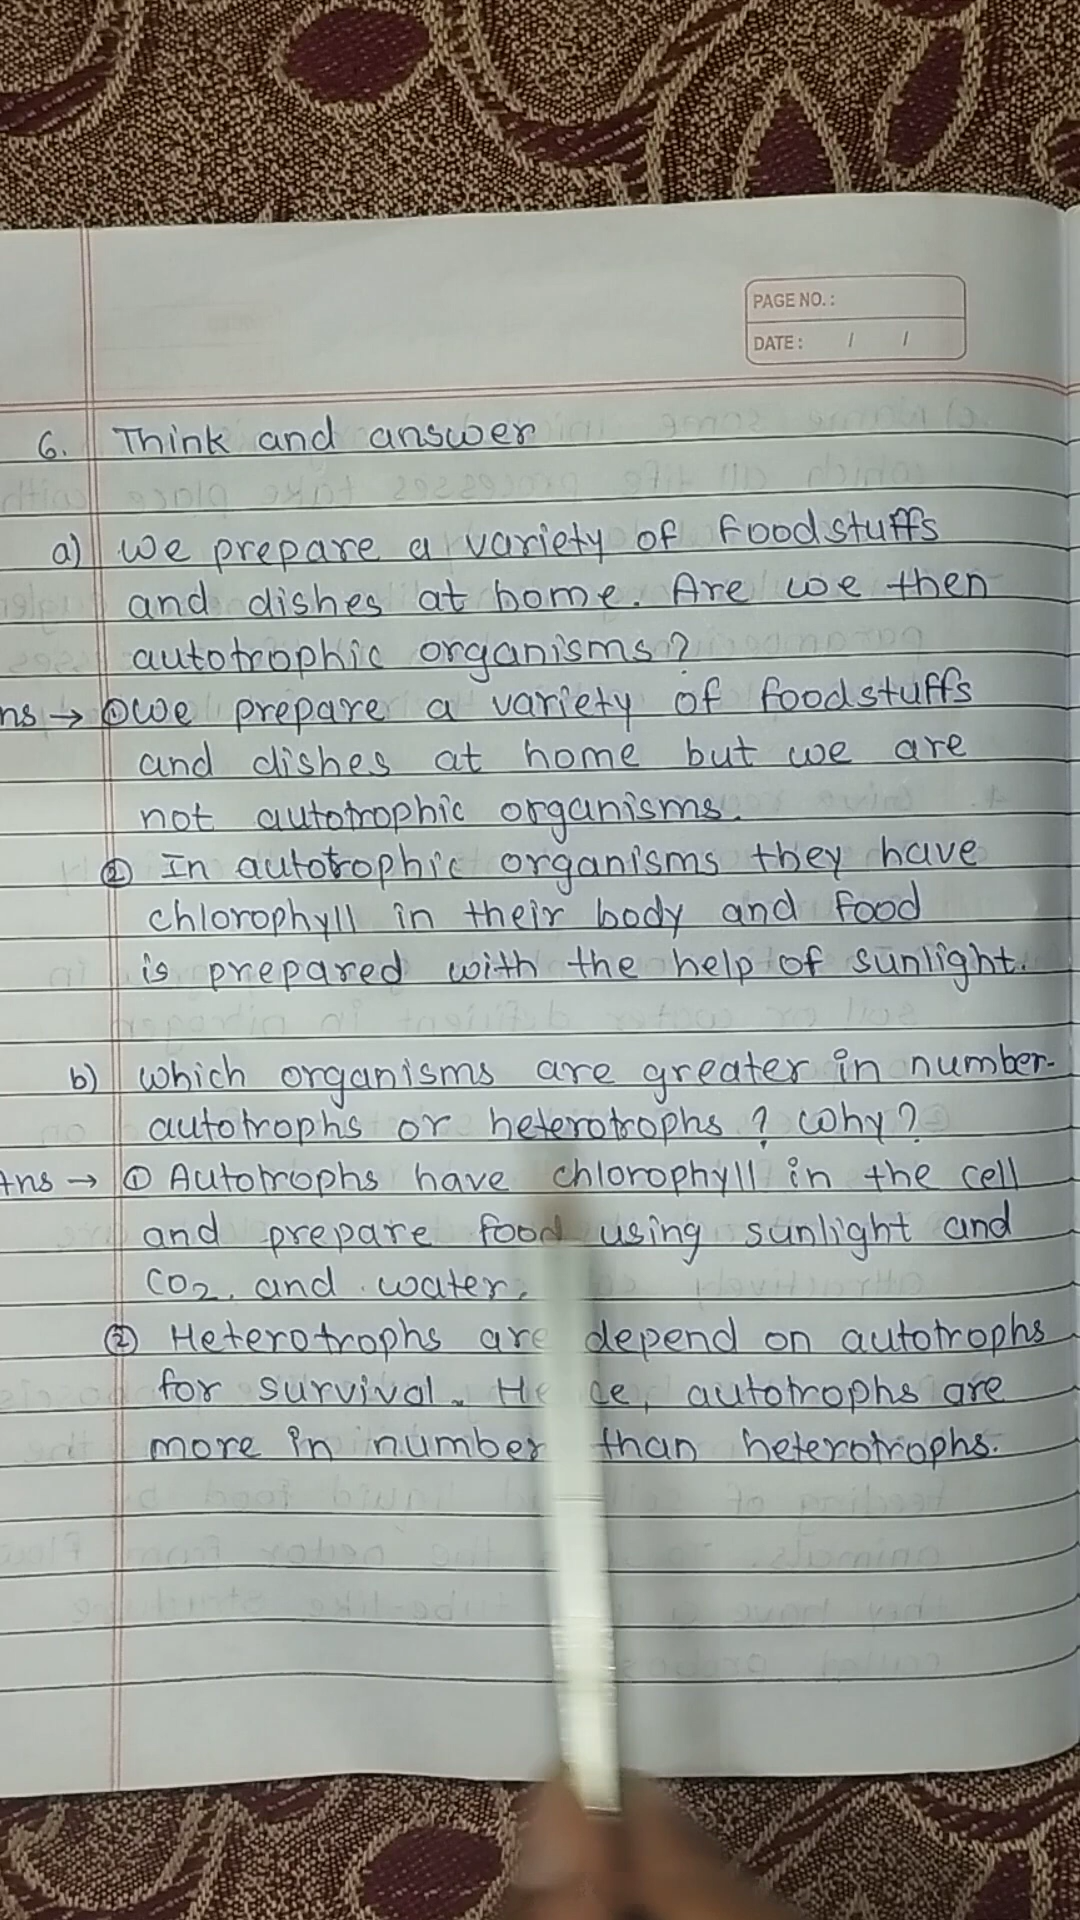 PAGE NO. :
DATE : / /
6. Think and answer
a) We prepare a variety of foodstuffs
and dishes at home. Are we then
autotrophic organisms?
ns → ① We prepare a variety of foodstuffs
and dishes at home but we are
not autotrophic organisms.
② In autotrophic organisms they have
chlorophyll in their body and food
is prepared with the help of sunlight.
b) Which organisms are greater in number-
autotrophs or heterotrophs ? Why?
Ans → ① Autotrophs have chlorophyll in the cell
and prepare food using sunlight and
CO2. and water.
② Heterotrophs are depend on autotrophs
for survival. He ce, autotrophs are
more in number than heterotrophs.